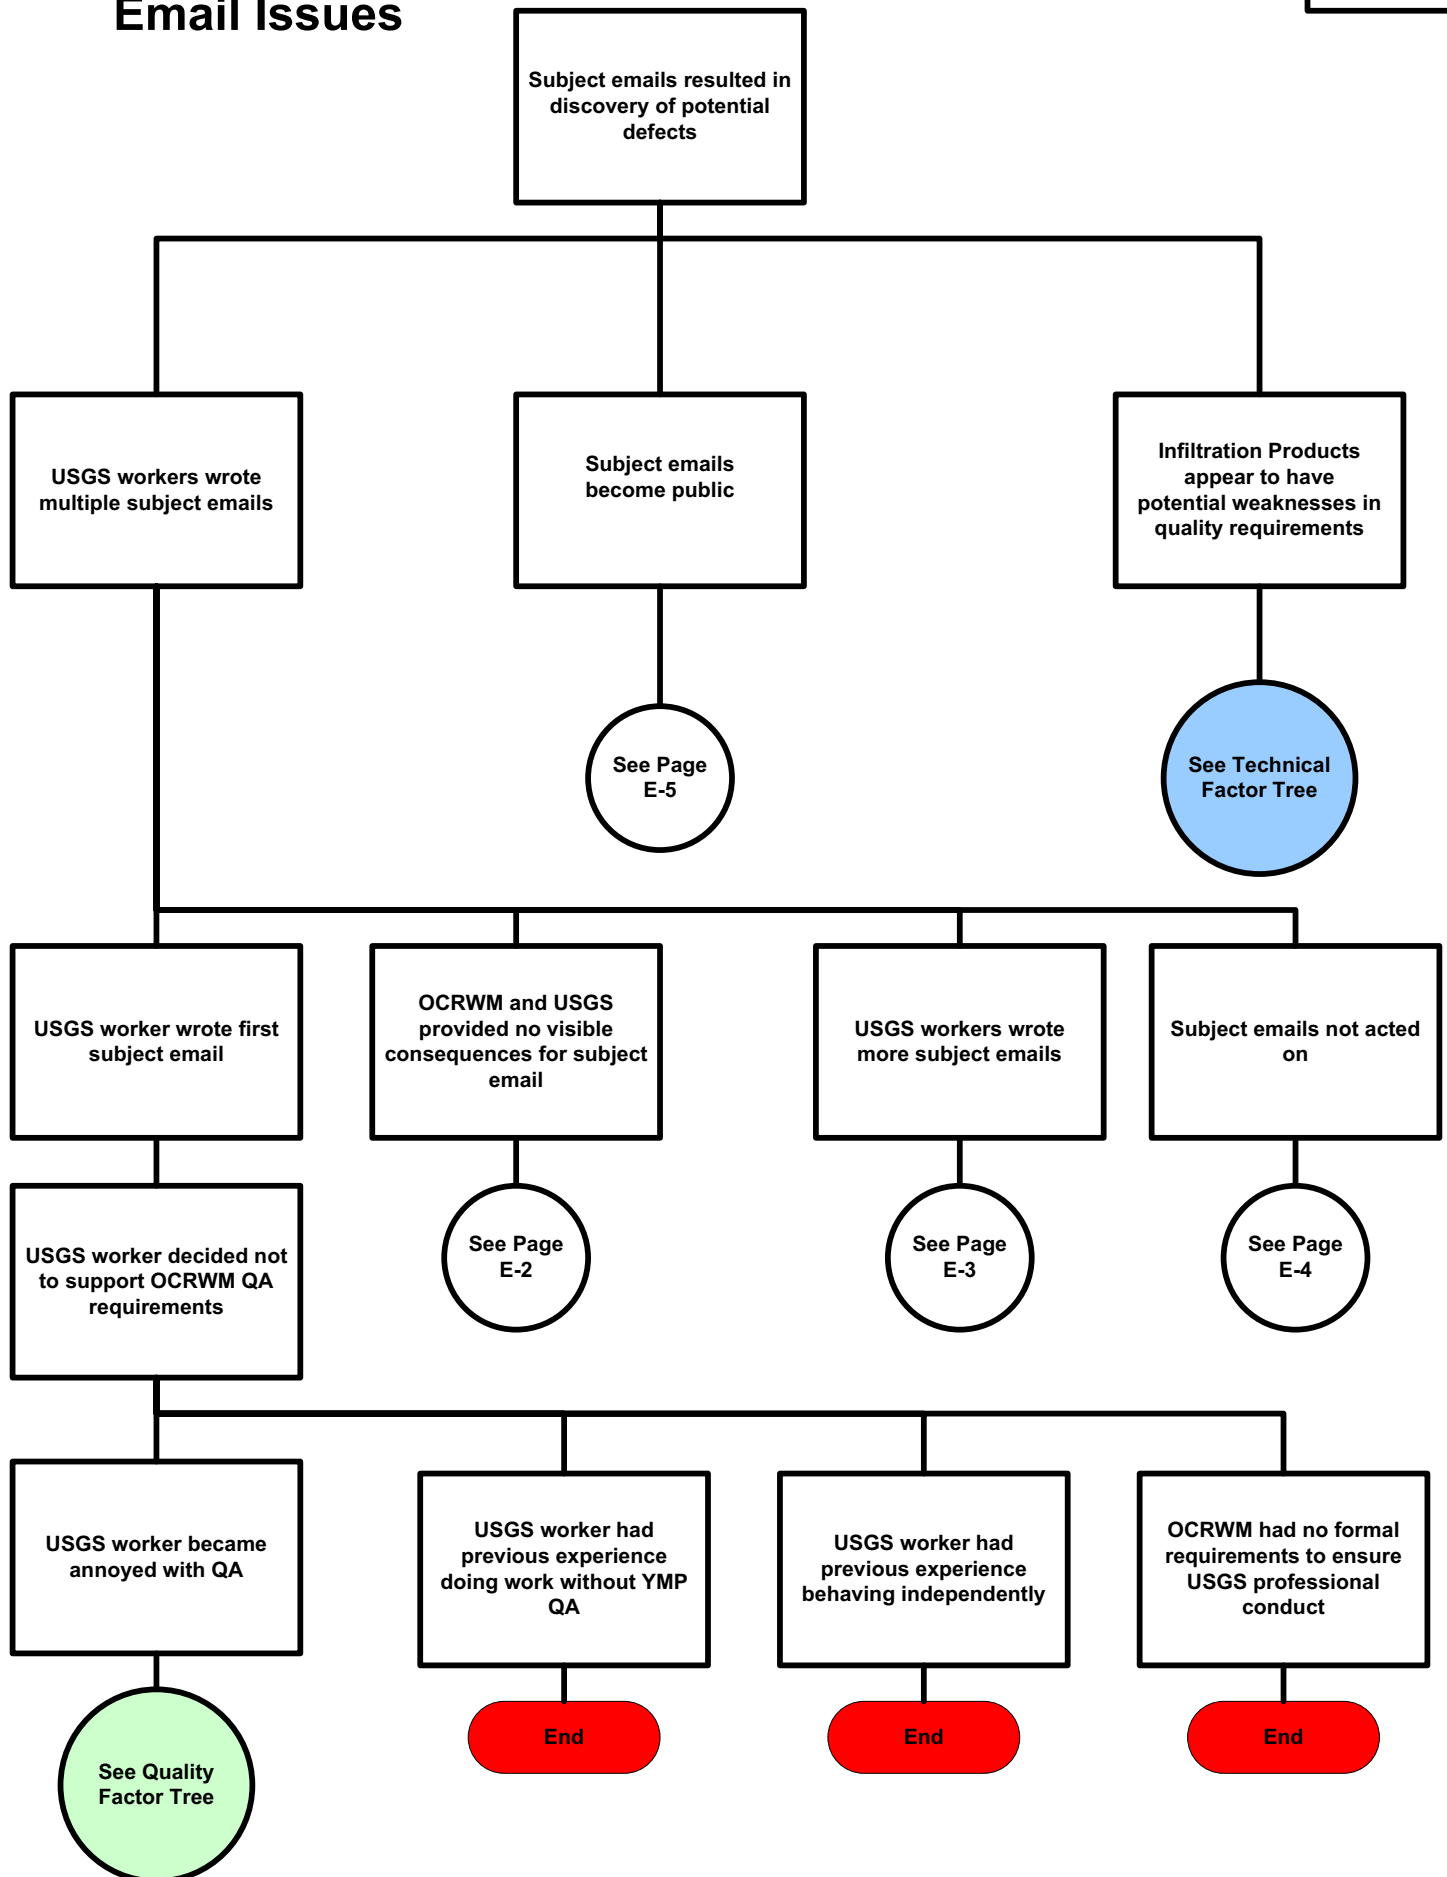 Email Issues
Subject emails resulted in
discovery of potential
defects
USGS workers wrote
multiple subject emails
Subject emails
become public
Infiltration Products
appear to have
potential weaknesses in
quality requirements
See Page
E-5
See Technical
Factor Tree
USGS worker wrote first
subject email
OCRWM and USGS
provided no visible
consequences for subject
email
USGS workers wrote
more subject emails
Subject emails not acted
on
USGS worker decided not
to support OCRWM QA
requirements
See Page
E-2
See Page
E-3
See Page
E-4
USGS worker became
annoyed with QA
USGS worker had
previous experience
doing work without YMP
QA
USGS worker had
previous experience
behaving independently
OCRWM had no formal
requirements to ensure
USGS professional
conduct
See Quality
Factor Tree
End
End
End